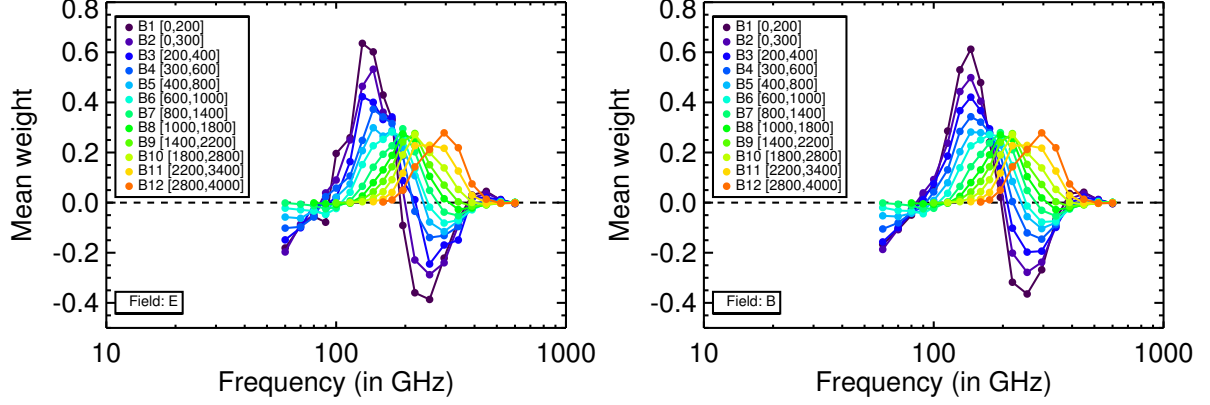 0.8
0.6
0.4
0.2
0.0
-0.2
-0.4
Mean weight
B1 [0,200]
B2 [0,300]
B3 [200,400]
B4 [300,600]
B5 [400,800]
B6 [600,1000]
B7 [800,1400]
B8 [1000,1800]
B9 [1400,2200]
B10 [1800,2800]
B11 [2200,3400]
B12 [2800,4000]
Field: E
10 100 1000
Frequency (in GHz)
0.8
0.6
0.4
0.2
0.0
-0.2
-0.4
Mean weight
B1 [0,200]
B2 [0,300]
B3 [200,400]
B4 [300,600]
B5 [400,800]
B6 [600,1000]
B7 [800,1400]
B8 [1000,1800]
B9 [1400,2200]
B10 [1800,2800]
B11 [2200,3400]
B12 [2800,4000]
Field: B
10 100 1000
Frequency (in GHz)